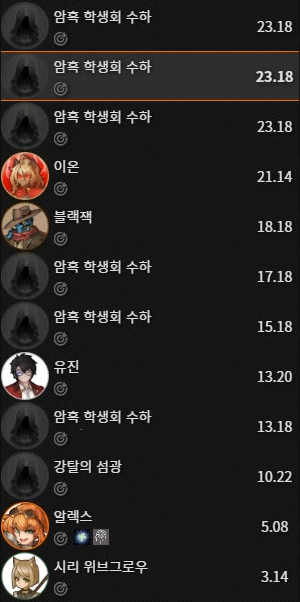 암흑 학생회 수하 23.18
암흑 학생회 수하 23.18
암흑 학생회 수하 23.18
이온 21.14
블랙잭 18.18
암흑 학생회 수하 17.18
암흑 학생회 수하 15.18
유진 13.20
암흑 학생회 수하 13.18
강탈의 섬광 10.22
알렉스 5.08
시리 위브그로우 3.14